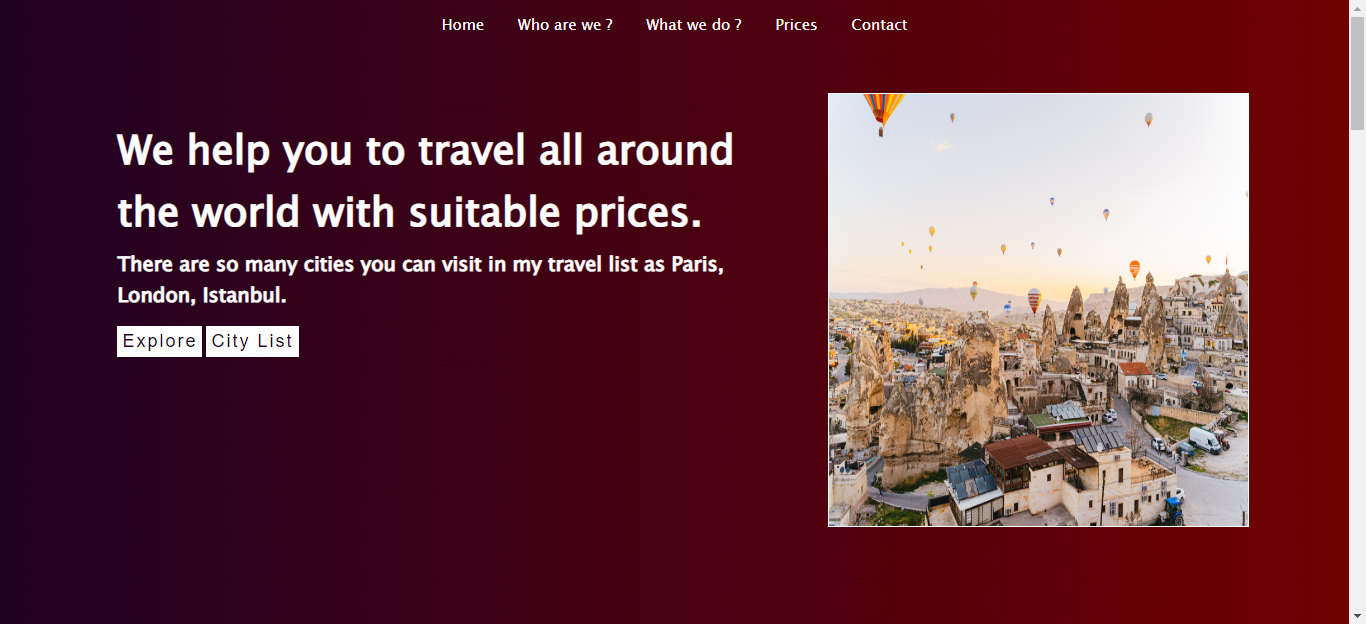 Home Who are we ? What we do ? Prices Contact
We help you to travel all around
the world with suitable prices.
There are so many cities you can visit in my travel list as Paris,
London, Istanbul.
Explore City List